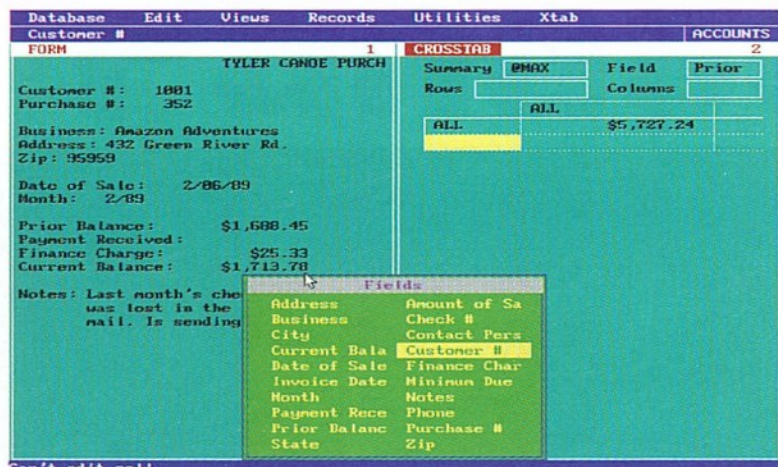 Database Edit Views Records Utilities Xtab
Customer # ACCOUNTS
FORM 1
TYLER CANOE PURCH
Customer #: 1001
Purchase #: 352
Business: Amazon Adventures
Address: 432 Green River Rd.
Zip: 95959
Date of Sale: 2/06/89
Month: 2/89
Prior Balance: $1,688.45
Payment Received:
Finance Charge: $25.33
Current Balance: $1,713.78
Notes: Last month's che
was lost in the
mail. Is sending
CROSSTAB 2
Summary @MAX Field Prior
Rows Columns
ALL
ALL $5,727.24
Fields
Address Amount of Sa
Business Check #
City Contact Pers
Current Bala Customer #
Date of Sale Finance Char
Invoice Date Minimum Due
Month Notes
Payment Rece Phone
Prior Balanc Purchase #
State Zip